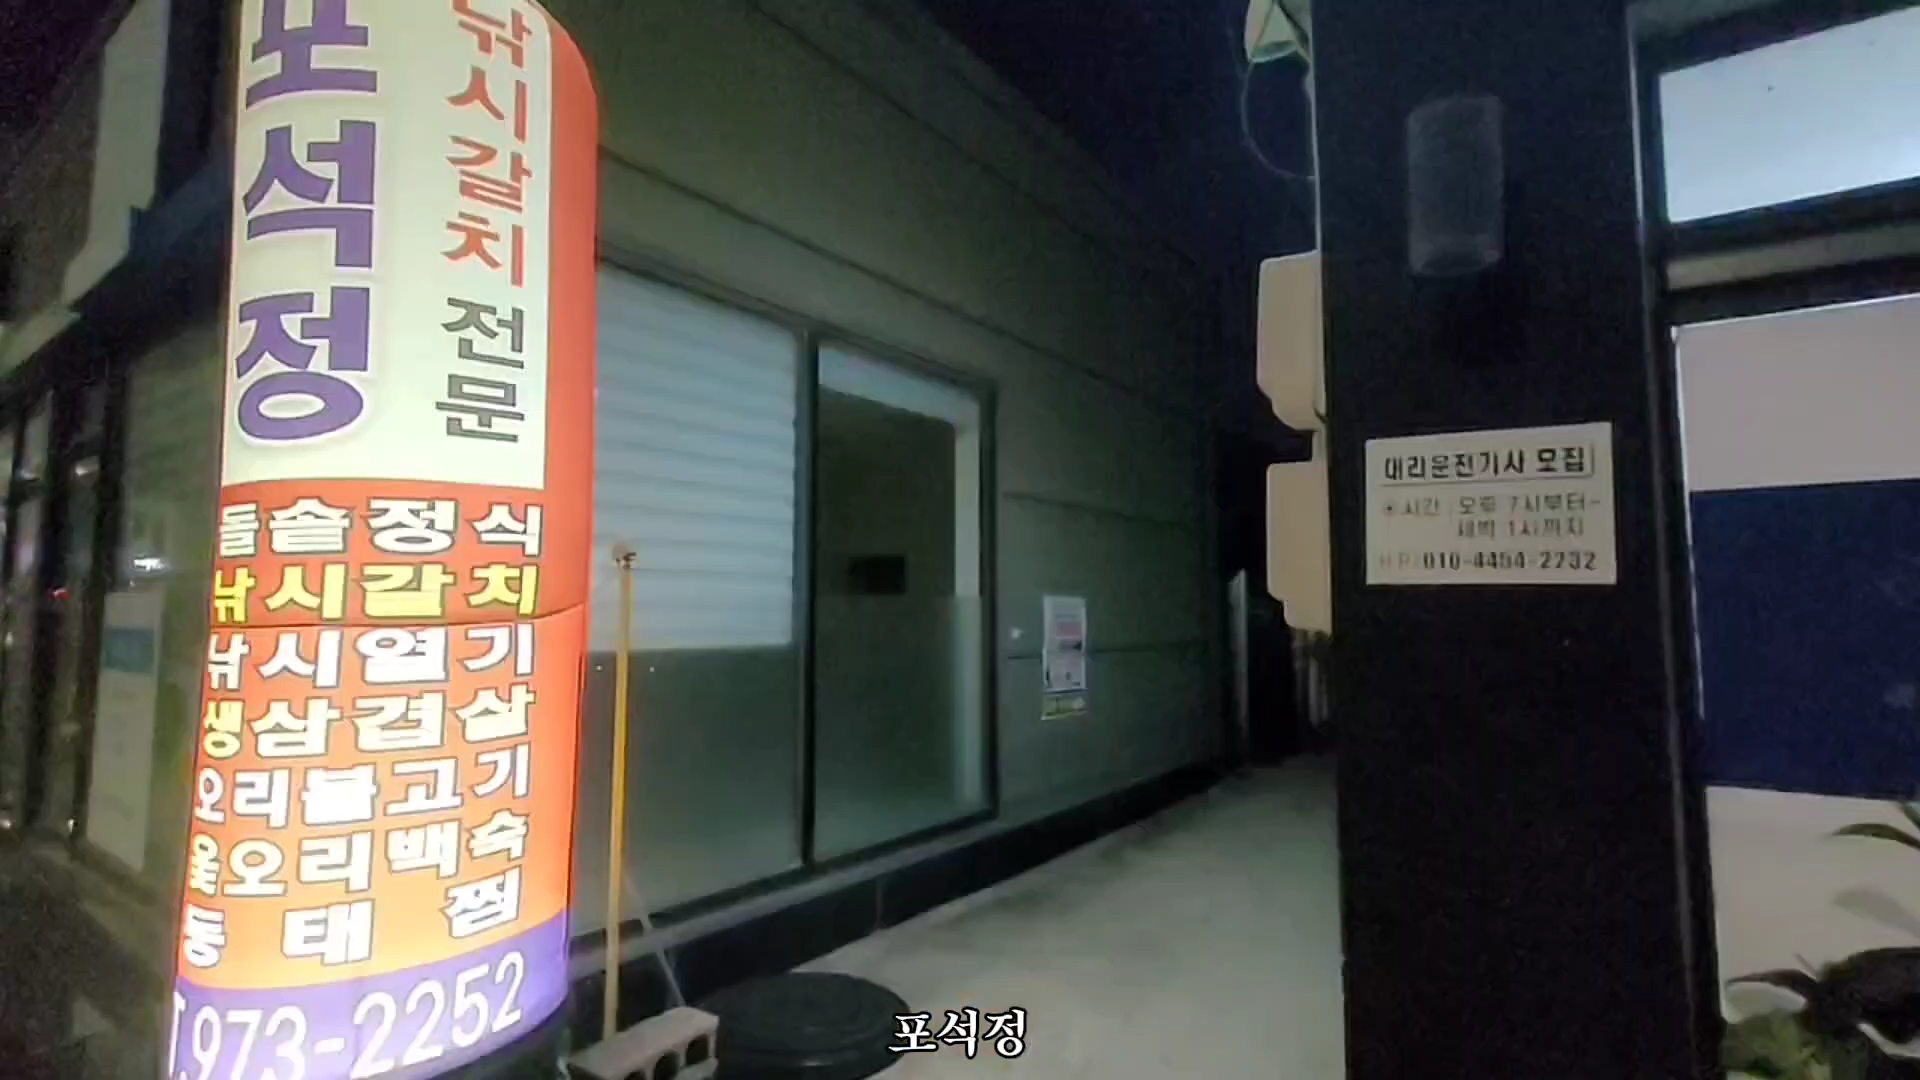 포석정
낚시갈치 전문
돌솥정식
낚시갈치
낚시열기
생삼겹살
오리불고기
옻오리백숙
동태찜
T.973-2252
대리운전기사 모집
시간 : 오후 7시부터~
새벽 1시까지
H.P: 010-4454-2232
포석정